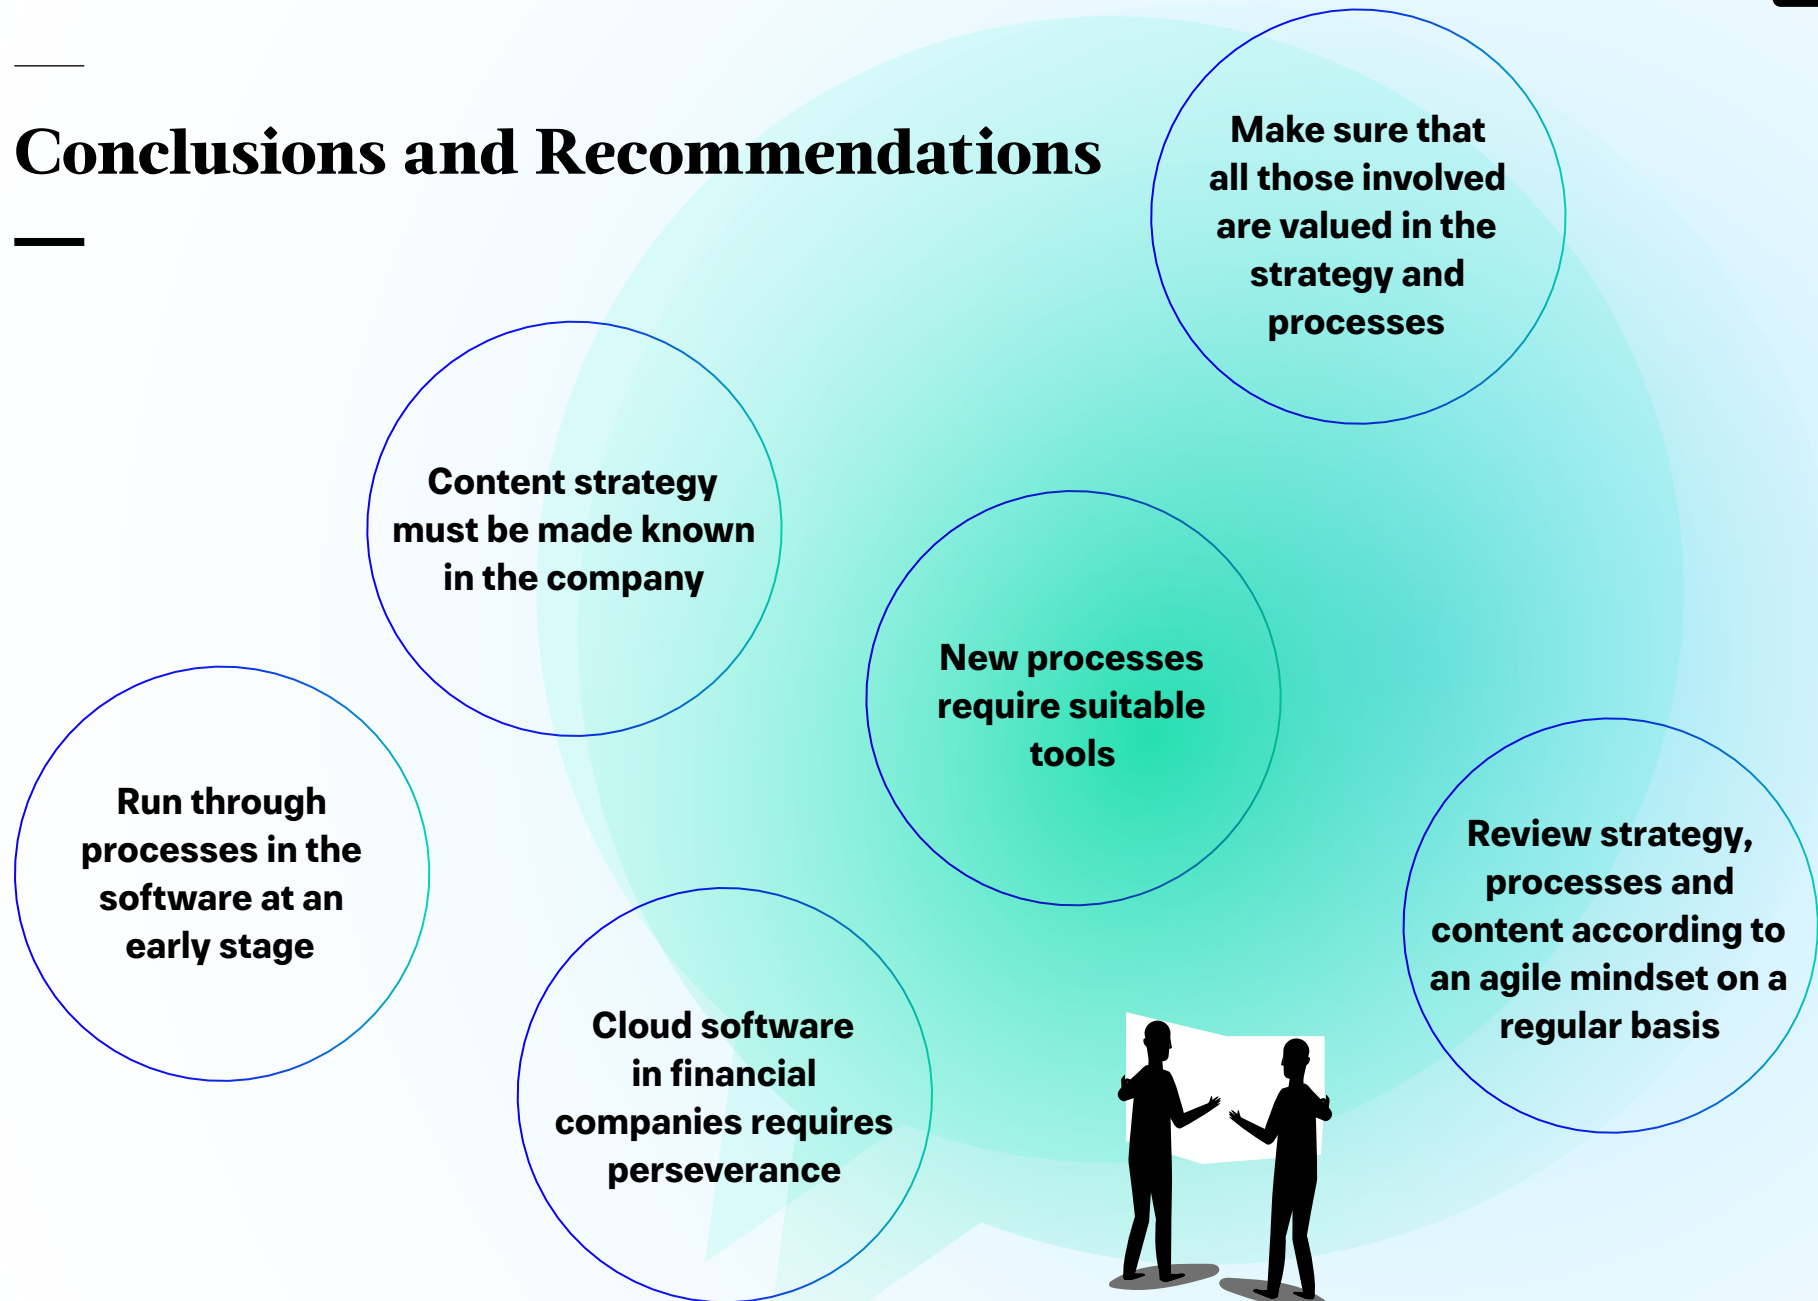 Conclusions and Recommendations
Make sure that
all those involved
are valued in the
strategy and
processes
Content strategy
must be made known
in the company
New processes
require suitable
tools
Run through
processes in the
software at an
early stage
Review strategy,
processes and
content according to
an agile mindset on a
regular basis
Cloud software
in financial
companies requires
perseverance